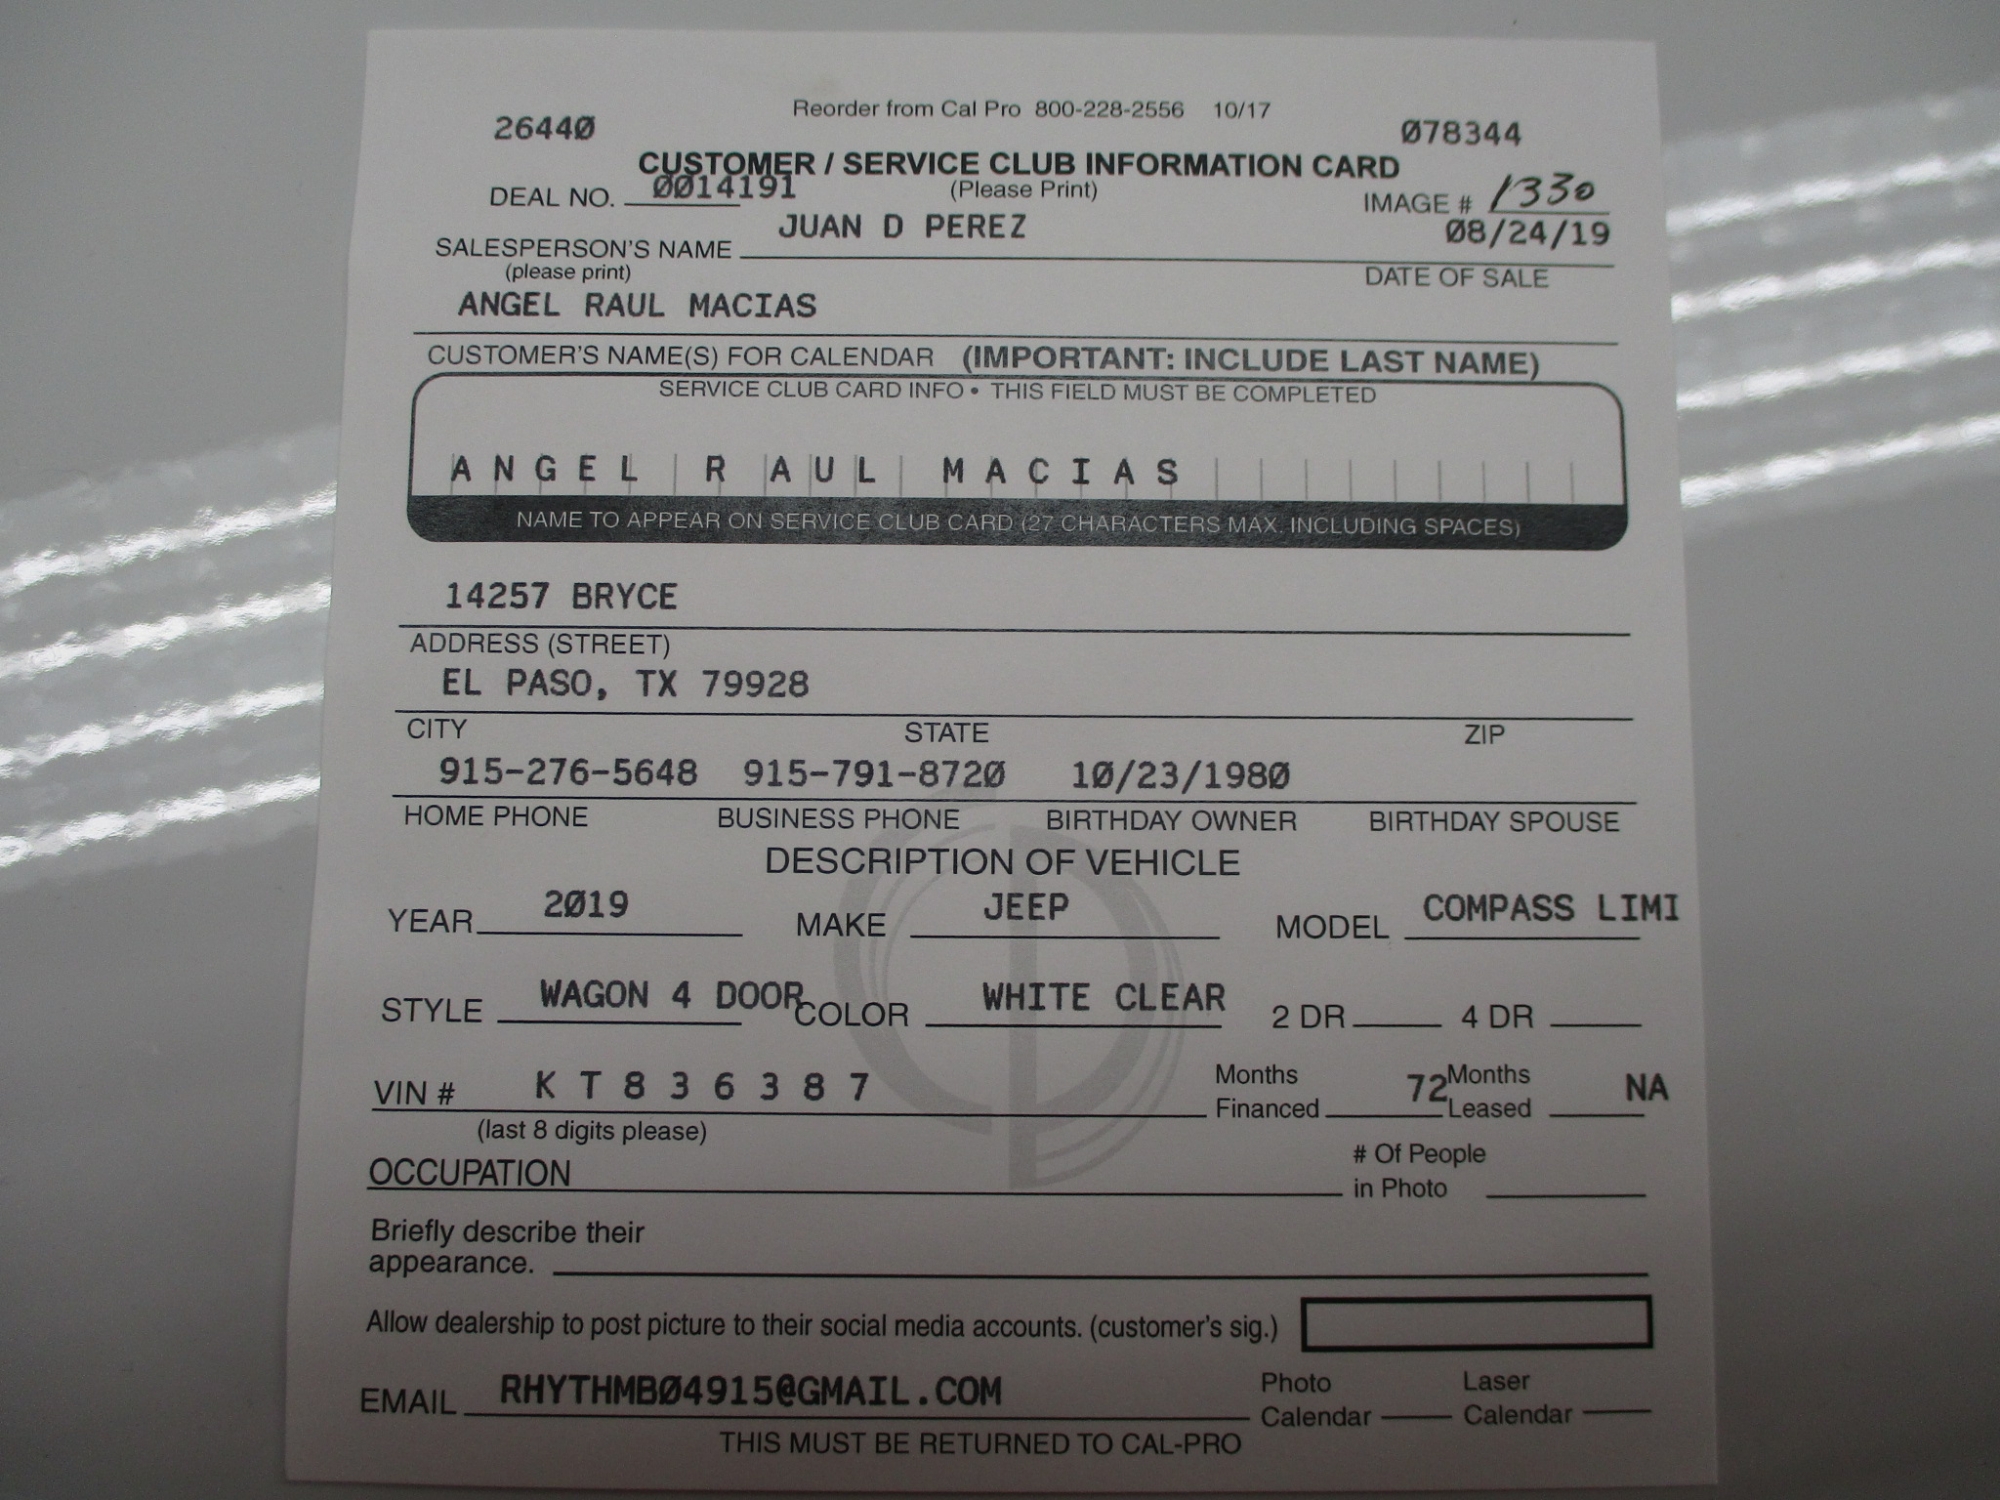 Reorder from Cal Pro 800-228-2556 10/17
26440 078344
CUSTOMER / SERVICE CLUB INFORMATION CARD
DEAL NO. 0014191 (Please Print) IMAGE # 1330
SALESPERSON'S NAME JUAN D PEREZ 08/24/19
(please print) DATE OF SALE
ANGEL RAUL MACIAS
CUSTOMER'S NAME(S) FOR CALENDAR (IMPORTANT: INCLUDE LAST NAME)
SERVICE CLUB CARD INFO • THIS FIELD MUST BE COMPLETED
A N G E L R A U L M A C I A S
NAME TO APPEAR ON SERVICE CLUB CARD (27 CHARACTERS MAX. INCLUDING SPACES)
14257 BRYCE
ADDRESS (STREET)
EL PASO, TX 79928
CITY STATE ZIP
915-276-5648 915-791-8720 10/23/1980
HOME PHONE BUSINESS PHONE BIRTHDAY OWNER BIRTHDAY SPOUSE
DESCRIPTION OF VEHICLE
YEAR 2019 MAKE JEEP MODEL COMPASS LIMI
STYLE WAGON 4 DOOR COLOR WHITE CLEAR 2 DR 4 DR
VIN # K T 8 3 6 3 8 7 Months Financed 72 Months Leased NA
(last 8 digits please)
OCCUPATION # Of People in Photo
Briefly describe their
appearance.
Allow dealership to post picture to their social media accounts. (customer's sig.)
EMAIL RHYTHMB04915@GMAIL.COM Photo Calendar Laser Calendar
THIS MUST BE RETURNED TO CAL-PRO